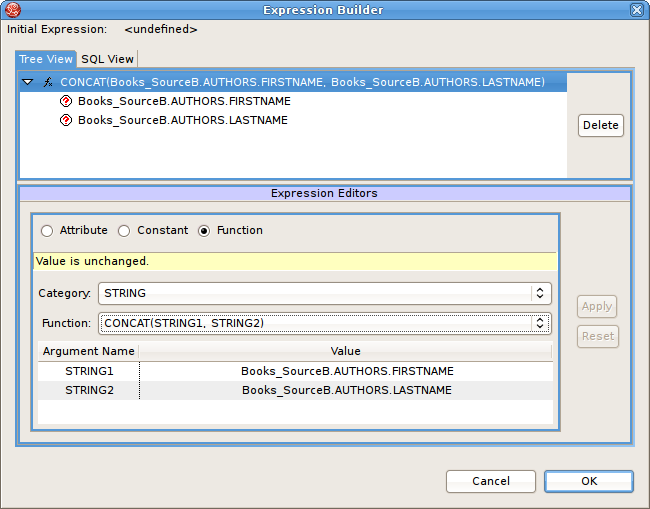 Expression Builder
Initial Expression: <undefined>
Tree View SQL View
fx CONCAT(Books_SourceB.AUTHORS.FIRSTNAME, Books_SourceB.AUTHORS.LASTNAME)
? Books_SourceB.AUTHORS.FIRSTNAME
? Books_SourceB.AUTHORS.LASTNAME
Delete
Expression Editors
Attribute Constant Function
Value is unchanged.
Category: STRING
Function: CONCAT(STRING1, STRING2)
Apply
Reset
Argument Name Value
STRING1 Books_SourceB.AUTHORS.FIRSTNAME
STRING2 Books_SourceB.AUTHORS.LASTNAME
Cancel OK